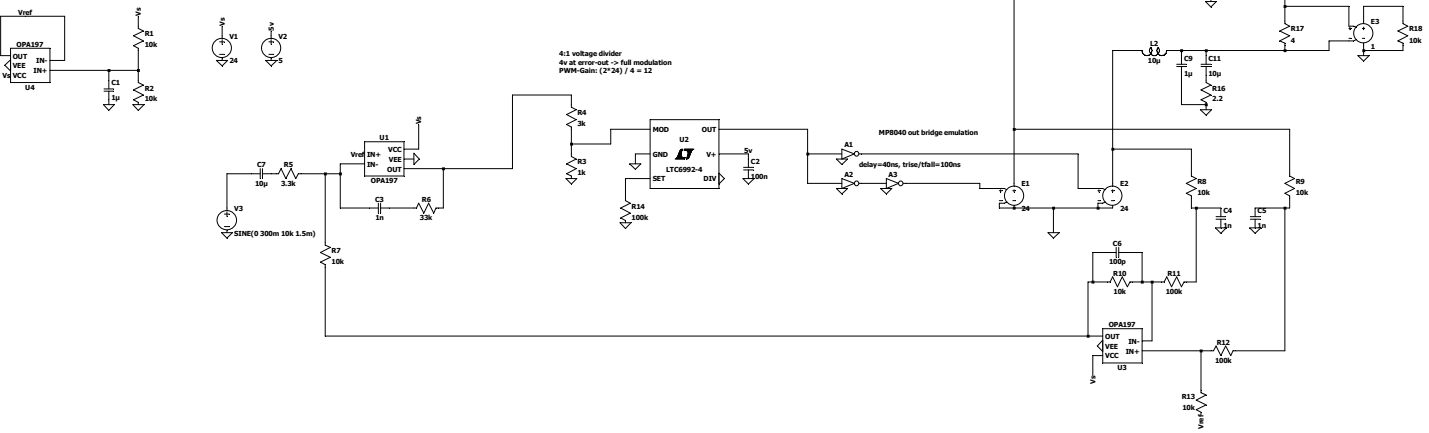 Vref
OPA197
OUT
VEE
VCC
IN-
IN+
Vs
U4
C1
1µ
Vs
R1
10k
R2
10k
Vs
V1
24
5v
V2
5
4:1 voltage divider
4v at error-out -> full modulation
PWM-Gain: (2*24) / 4 = 12
V3
SINE(0 300m 10k 1.5m)
C7
10µ
R5
3.3k
U1
Vs
Vref
IN+
IN-
VCC
VEE
OUT
OPA197
C3
1n
R6
33k
R7
10k
R4
3k
R3
1k
MOD
OUT
U2
GND
V+
LTC6992-4
SET
DIV
R14
100k
5v
C2
100n
MP8040 out bridge emulation
A1
delay=40ns, trise/tfall=100ns
A2
A3
E1
24
E2
24
L2
10µ
C9
1µ
C11
10µ
R16
2.2
R17
4
E3
1
R18
10k
R8
10k
R9
10k
C4
1n
C5
1n
C6
100p
R10
10k
R11
100k
OPA197
OUT
VEE
VCC
IN-
IN+
U3
Vs
R12
100k
R13
10k
Vref